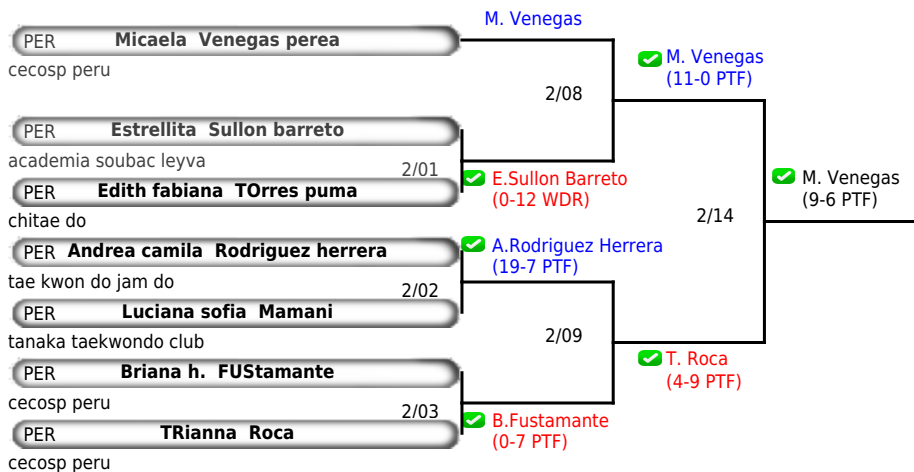 M. Venegas
PER Micaela Venegas perea
cecosp peru
M. Venegas
(11-0 PTF)
2/08
PER Estrellita Sullon barreto
academia soubac leyva
2/01
E.Sullon Barreto
(0-12 WDR)
PER Edith fabiana TOrres puma
chitae do
M. Venegas
(9-6 PTF)
2/14
PER Andrea camila Rodriguez herrera
tae kwon do jam do
A.Rodriguez Herrera
(19-7 PTF)
2/02
PER Luciana sofia Mamani
tanaka taekwondo club
2/09
PER Briana h. FUStamante
cecosp peru
T. Roca
(4-9 PTF)
2/03
B.Fustamante
(0-7 PTF)
PER TRianna Roca
cecosp peru